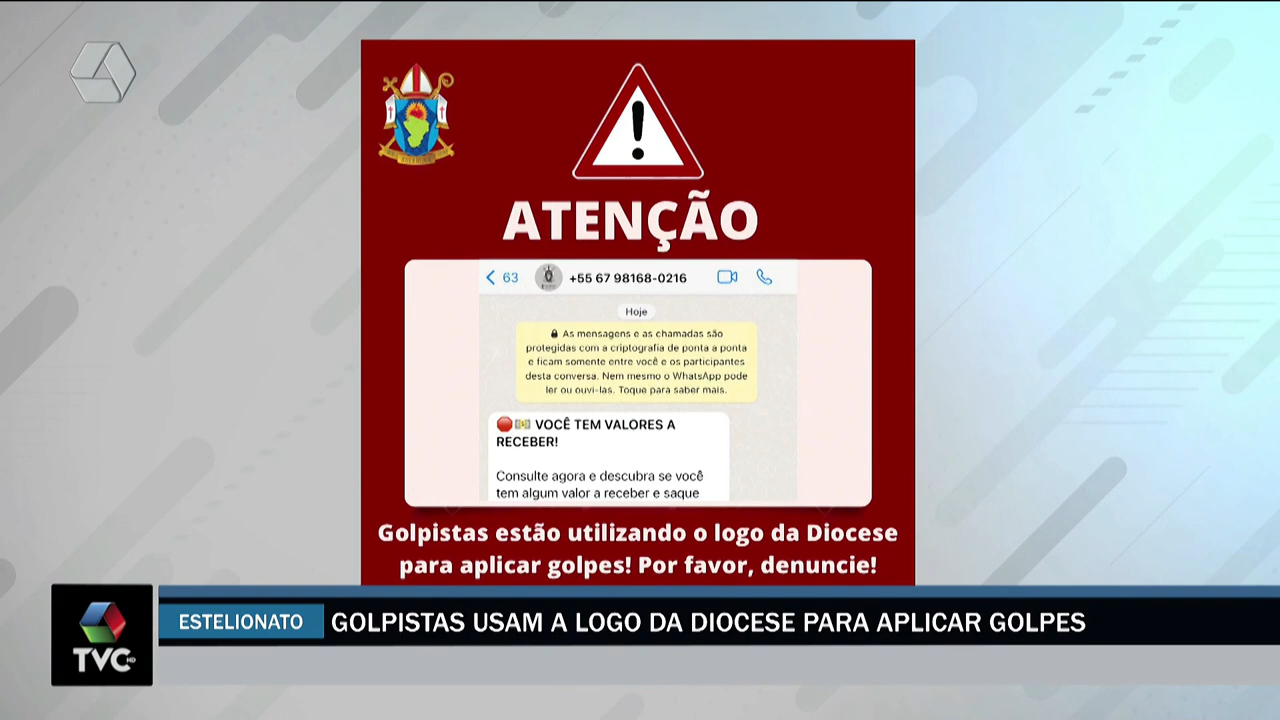 ATENÇÃO
63
+55 67 98168-0216
Hoje
As mensagens e as chamadas são
protegidas com a criptografia de ponta a ponta
e ficam somente entre você e os participantes
desta conversa. Nem mesmo o WhatsApp pode
ler ou ouvi-las. Toque para saber mais.
VOCÊ TEM VALORES A
RECEBER!
Consulte agora e descubra se você
tem algum valor a receber e saque
Golpistas estão utilizando o logo da Diocese
para aplicar golpes! Por favor, denuncie!
ESTELIONATO
GOLPISTAS USAM A LOGO DA DIOCESE PARA APLICAR GOLPES
TVC HD